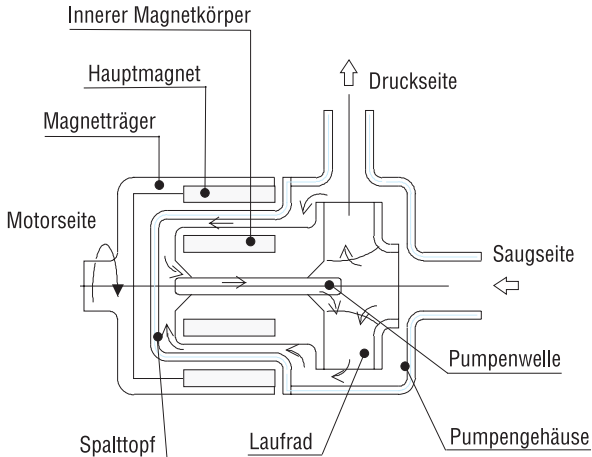 Innerer Magnetkörper
Hauptmagnet
Druckseite
Magnetträger
Motorseite
Saugseite
Pumpenwelle
Spalttopf
Laufrad
Pumpengehäuse